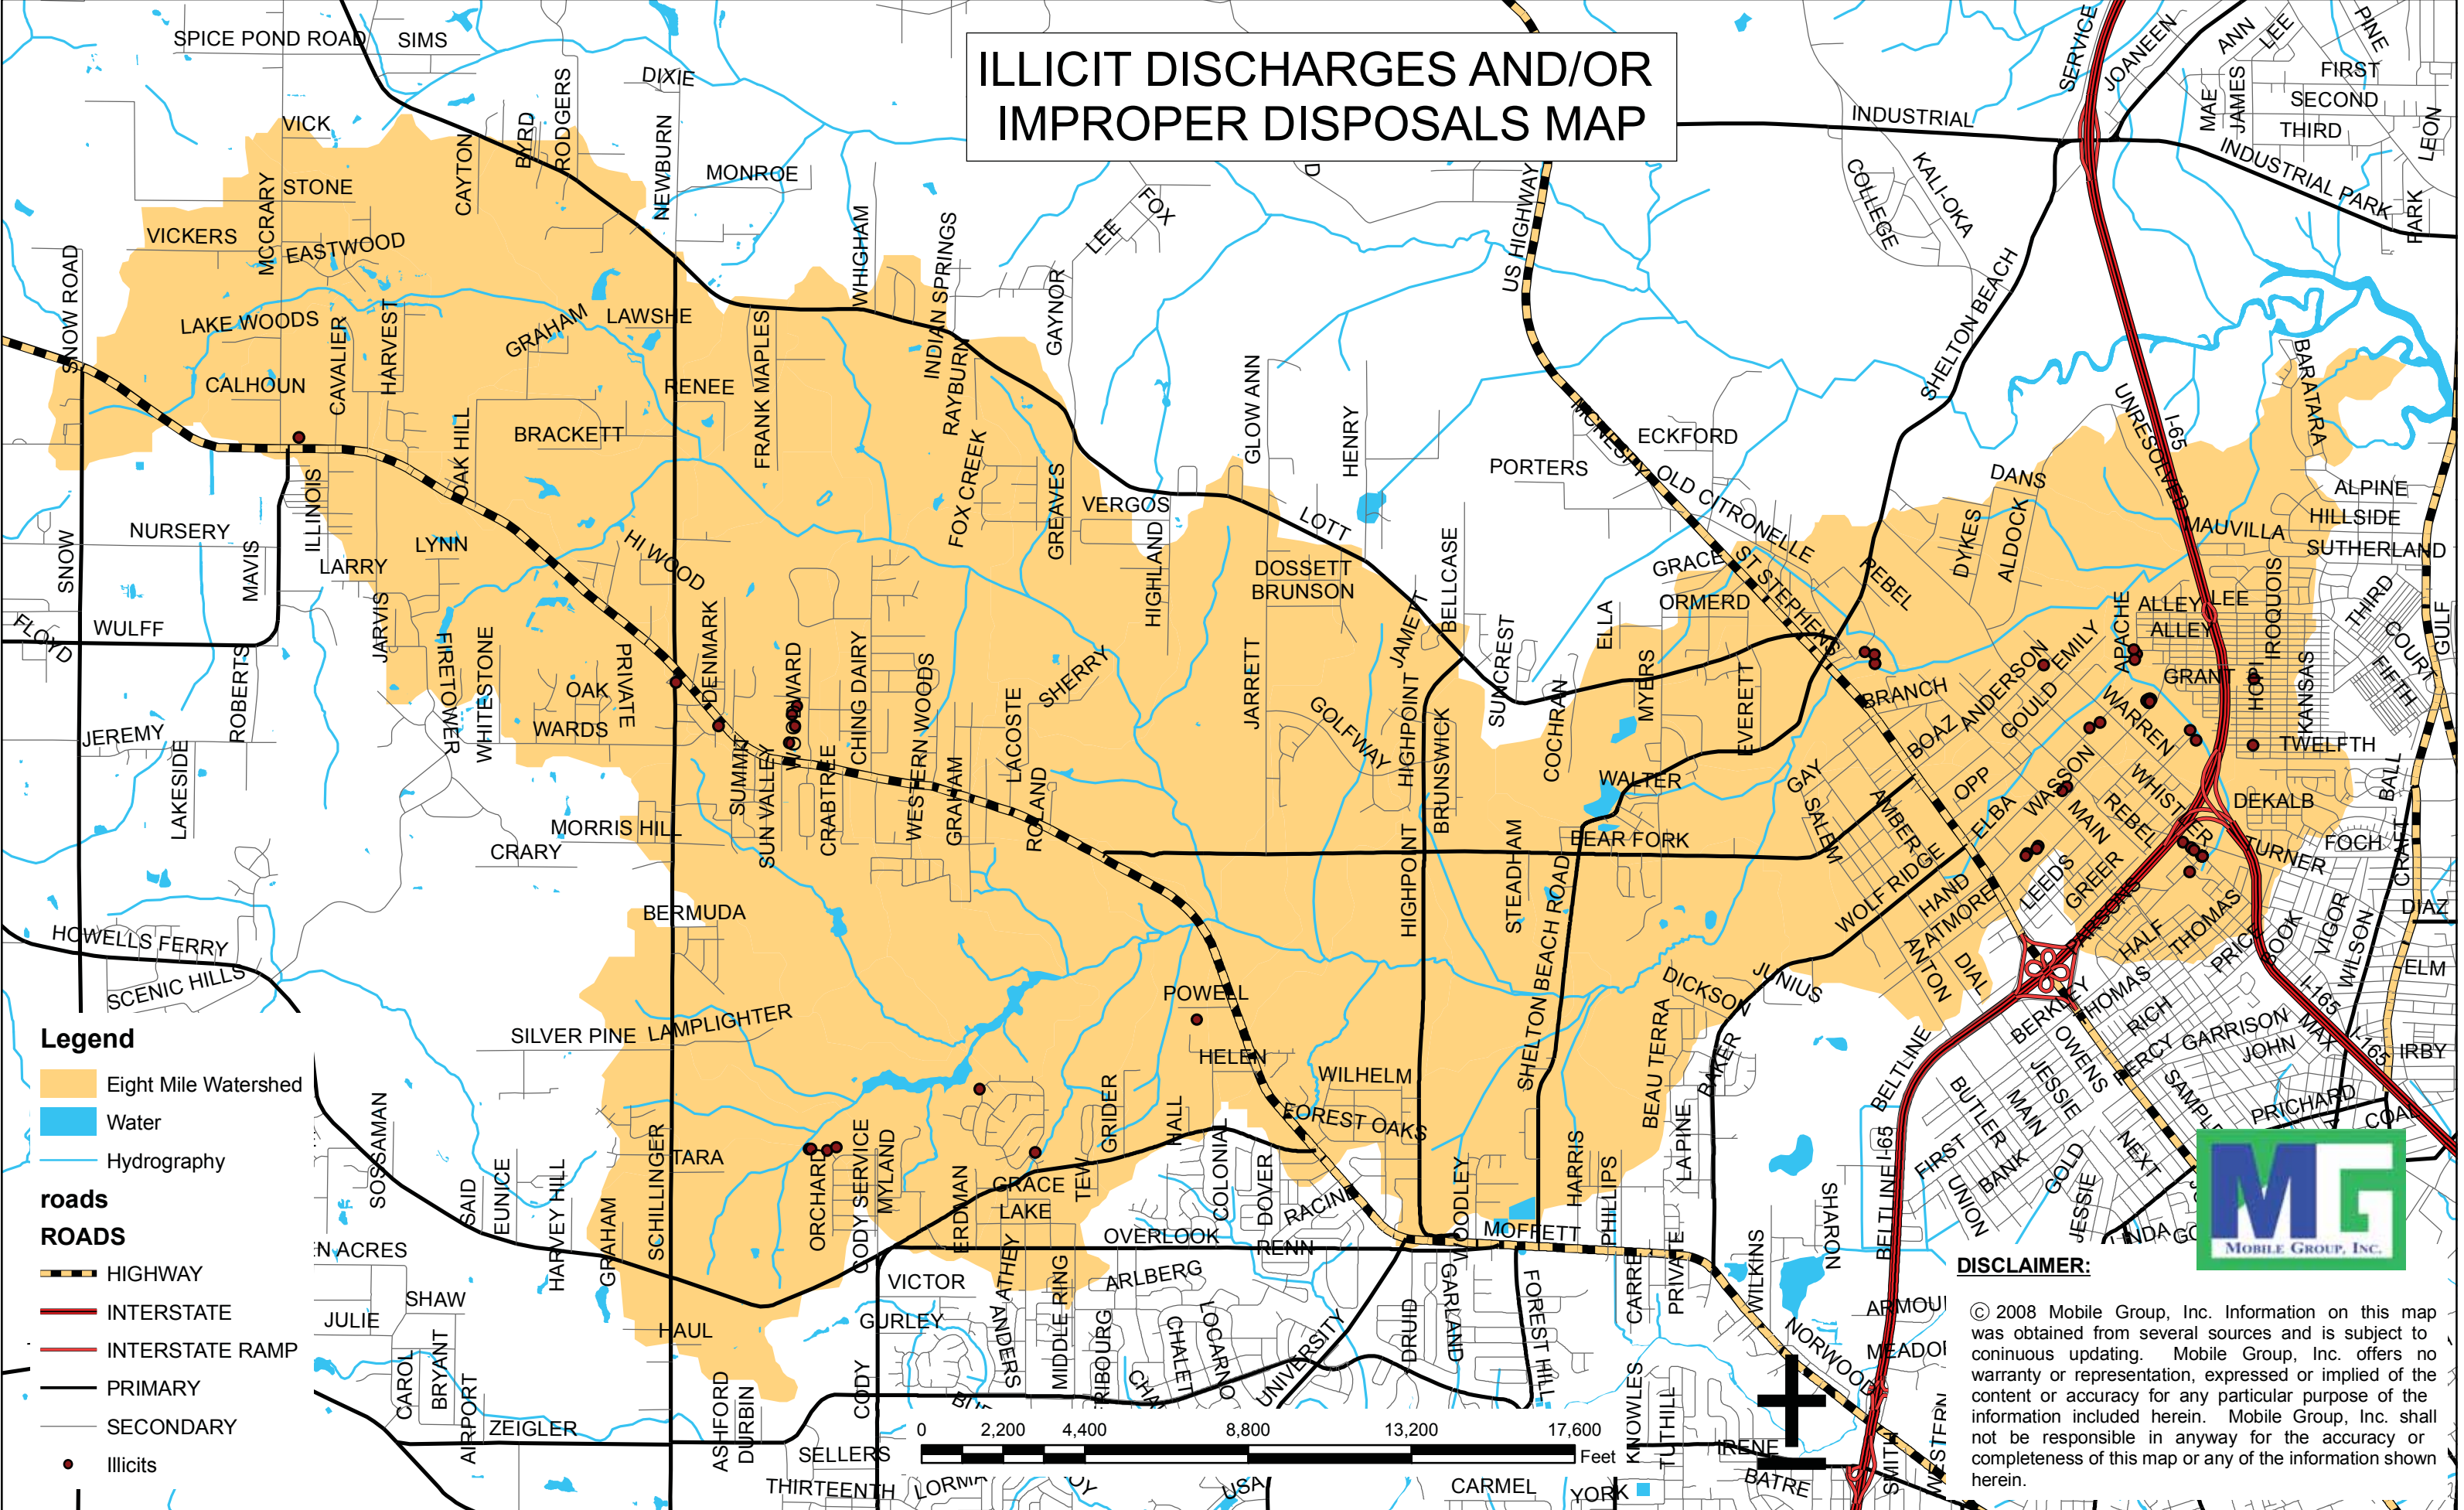 ILLICIT DISCHARGES AND/OR
IMPROPER DISPOSALS MAP
SPICE POND ROAD
SIMS
DIXIE
VICK
BYRD
RODGERS
CAYTON
NEWBURN
MONROE
STONE
MCCRARY
VICKERS
EASTWOOD
SNOW ROAD
LAKE WOODS
CAVALIER
HARVEST
GRAHAM
LAWSHE
CALHOUN
RENEE
FRANK MAPLES
WHIGHAM
INDIAN SPRINGS
RAYBURN
GAYNOR
LEE
FOX
D
US HIGHWAY
INDUSTRIAL
SERVICE
JOANEEN
ANN
LEE
PINE
FIRST
SECOND
THIRD
MAE
JAMES
LEON
INDUSTRIAL PARK
PARK
COLLEGE
KALI-OKA
SHELTON BEACH
BARATARA
UNRESOLVED
I-65
BRACKETT
OAK HILL
FOX CREEK
GREAVES
VERGOS
HIGHLAND
GLOW ANN
HENRY
LOTT
PORTERS
ECKFORD
OLD CITRONELLE
DANS
DYKES
ALDOCK
MAUVILLA
ALPINE
HILLSIDE
SUTHERLAND
NURSERY
ILLINOIS
MAVIS
SNOW
LARRY
LYNN
JARVIS
HI WOOD
WULFF
FLOYD
ROBERTS
FIRETOWER
WHITESTONE
PRIVATE
OAK
WARDS
DENMARK
SUMMIT
SUN VALLEY
CRABTREE
CHING DAIRY
WESTERN WOODS
GRAHAM
LACOSTE
SHERRY
ROLAND
DOSSETT
BRUNSON
JARRETT
GOLFWAY
JAMETT
HIGHPOINT
BELLCASE
BRUNSWICK
SUNCREST
COCHRAN
ELLA
MYERS
GRACE
ORMERD
ST STEPHENS
REBEL
EVERETT
WALTER
BEAR FORK
BRANCH
BOAZ
ANDERSON
GOULD
EMILY
APACHE
ALLEY
LEE
ALLEY
IROQUOIS
GRANT
HOPI
KANSAS
THIRD
COURT
FIFTH
GULF
WARREN
TWELFTH
BALL
WASSON
OPP
ELBA
MAIN
WHISTLER
REBEL
DEKALB
FOCH
CRAFT
TURNER
GREER
LEEDS
GAY
SALEM
AMBER
WOLF RIDGE
HAND
ATMORE
ANTON
DIAL
PARSONS
HALF
THOMAS
PRICE
BOOK
VIGOR
WILSON
DIAZ
ELM
JEREMY
LAKESIDE
MORRIS HILL
CRARY
BERMUDA
HOWELLS FERRY
SCENIC HILLS
SILVER PINE
LAMPLIGHTER
POWELL
HELEN
WILHELM
FOREST OAKS
HIGHPOINT
STEADHAM
SHELTON BEACH ROAD
BEAU TERRA
DICKSON
JUNIUS
BAKER
LAPINE
BELTLINE
BERKLEY
THOMAS
RICH
OWENS
PERCY
GARRISON
JOHN
MAX
I-165
I-165
IRBY
JESSIE
MAIN
BUTLER
SAMPLE
PRICHARD
COAL
FIRST
BANK
UNION
GOLD
JESSIE
NEXT
SOSSAMAN
SAID
EUNICE
HARVEY HILL
GRAHAM
SCHILLINGER
TARA
ORCHARD
CODY SERVICE
MYLAND
ERDMAN
GRACE
LAKE
TEW
GRIDER
HALL
COLONIAL
DOVER
RACINE
OVERLOOK
RENN
WOODLEY
MOFFETT
HARRIS
PHILLIPS
PRIVATE
CARRE
WILKINS
SHARON
BELTLINE I-65
VICTOR
GURLEY
ATHEY
ANDERS
MIDDLE RING
ARLBERG
CHALET
LOCARNO
UNIVERSITY
DRUID
GARLAND
FOREST HILL
NORWOOD
SHAW
JULIE
CAROL
BRYANT
AIRPORT
HAUL
ASHFORD
DURBIN
CODY
ZEIGLER
SELLERS
THIRTEENTH
CARMEL
YORK
KNOWLES
TUTHILL
IRENE
BATRE
SMITH
USA
Legend
Eight Mile Watershed
Water
Hydrography
roads
ROADS
HIGHWAY
INTERSTATE
INTERSTATE RAMP
PRIMARY
SECONDARY
Illicits
0 2,200 4,400 8,800 13,200 17,600
Feet
MG
MOBILE GROUP, INC.
DISCLAIMER:
© 2008 Mobile Group, Inc. Information on this map
was obtained from several sources and is subject to
coninuous updating. Mobile Group, Inc. offers no
warranty or representation, expressed or implied of the
content or accuracy for any particular purpose of the
information included herein. Mobile Group, Inc. shall
not be responsible in anyway for the accuracy or
completeness of this map or any of the information shown
herein.